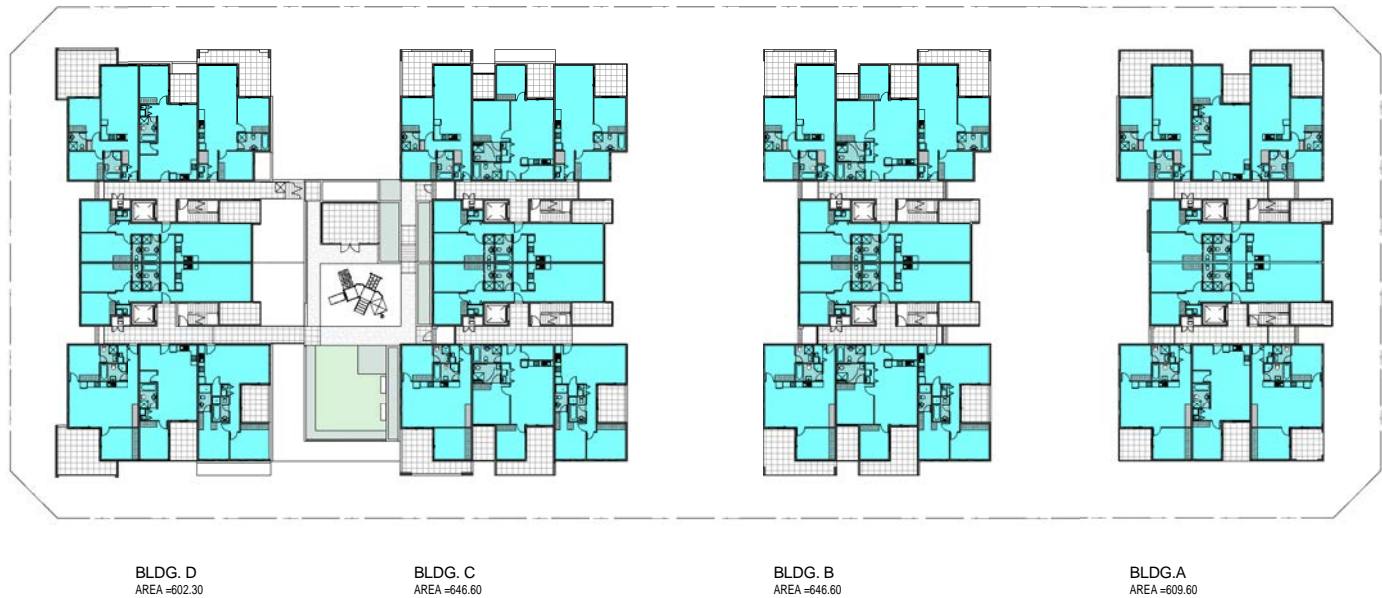 BLDG. D
AREA =602.30
BLDG. C
AREA =646.60
BLDG. B
AREA =646.60
BLDG.A
AREA =609.60